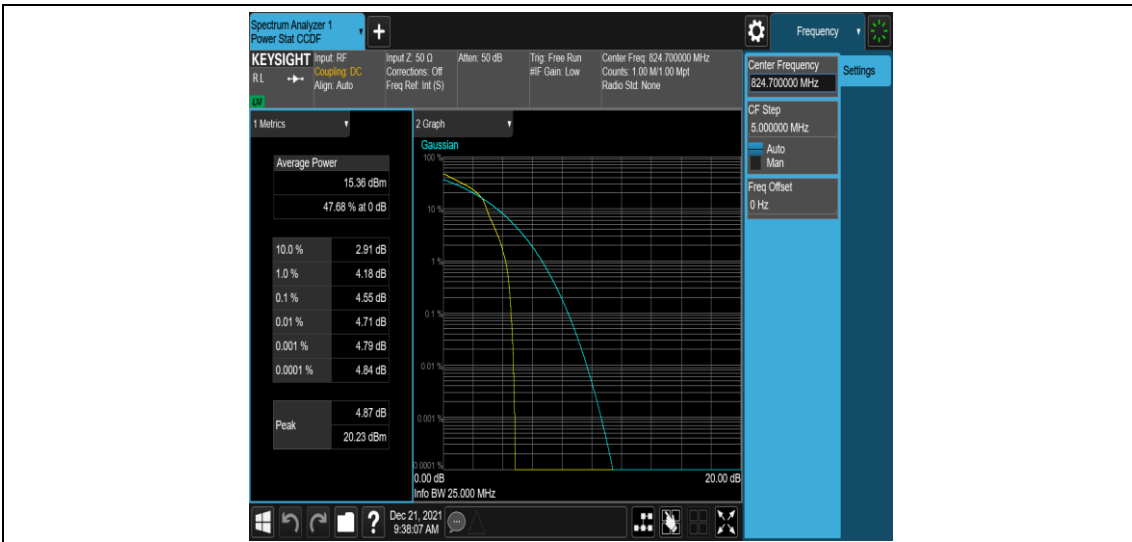 Spectrum Analyzer 1
Power Stat CCDF
+
Frequency
KEYSIGHT
RL
LNI
Input: RF
Coupling: DC
Align: Auto
Input Z: 50 Ω
Corrections: Off
Freq Ref: Int (S)
Atten: 50 dB
Trig: Free Run
#IF Gain: Low
Center Freq: 824.700000 MHz
Counts: 1.00 M/1.00 Mpt
Radio Std: None
Center Frequency
824.700000 MHz
Settings
CF Step
5.000000 MHz
Auto
Man
Freq Offset
0 Hz
1 Metrics
Average Power
15.36 dBm
47.68 % at 0 dB
10.0 % 2.91 dB
1.0 % 4.18 dB
0.1 % 4.55 dB
0.01 % 4.71 dB
0.001 % 4.79 dB
0.0001 % 4.84 dB
Peak 4.87 dB
20.23 dBm
2 Graph
Gaussian
100 %
10 %
1 %
0.1 %
0.01 %
0.001 %
0.0001 %
0.00 dB 20.00 dB
Info BW 25.000 MHz
?
Dec 21, 2021
9:38:07 AM